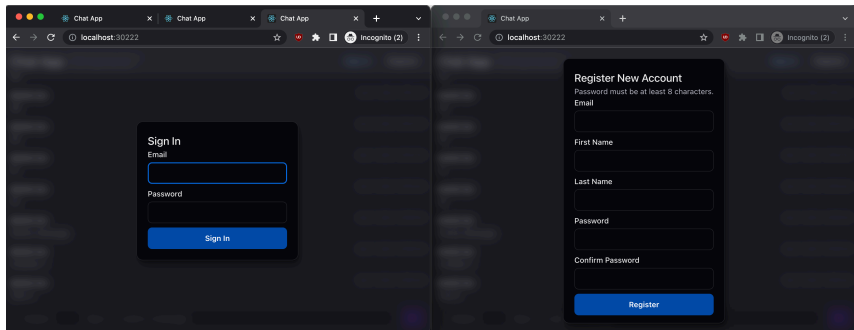 Chat App
Chat App
Chat App
localhost:30222
Incognito (2)
Sign In
Email
Password
Sign In
Chat App
localhost:30222
Incognito (2)
Register New Account
Password must be at least 8 characters.
Email
First Name
Last Name
Password
Confirm Password
Register